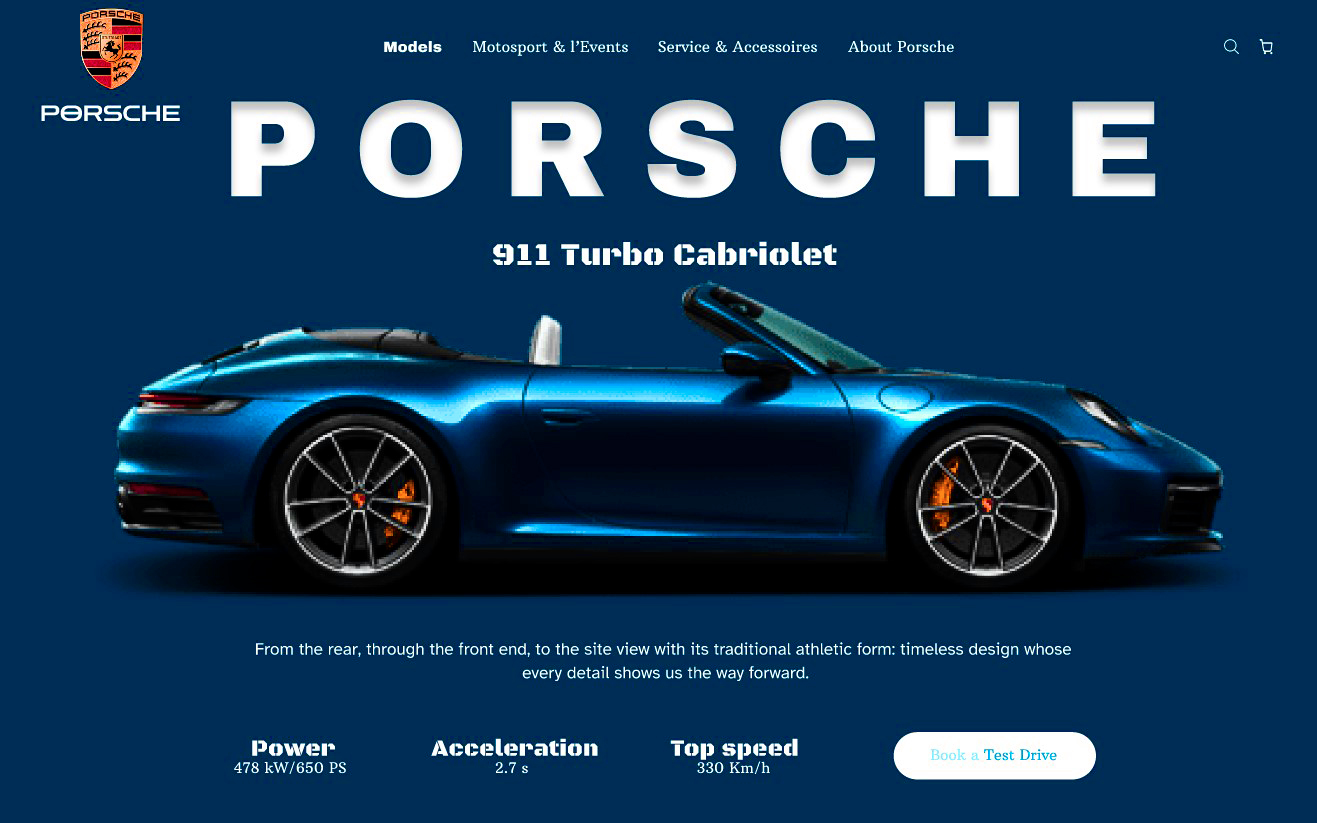 PORSCHE
PORSCHE
Models Motosport & l'Events Service & Accessoires About Porsche
PORSCHE
911 Turbo Cabriolet
From the rear, through the front end, to the site view with its traditional athletic form: timeless design whose
every detail shows us the way forward.
Power Acceleration Top speed
478 kW/650 PS 2.7 s 330 Km/h
Book a Test Drive